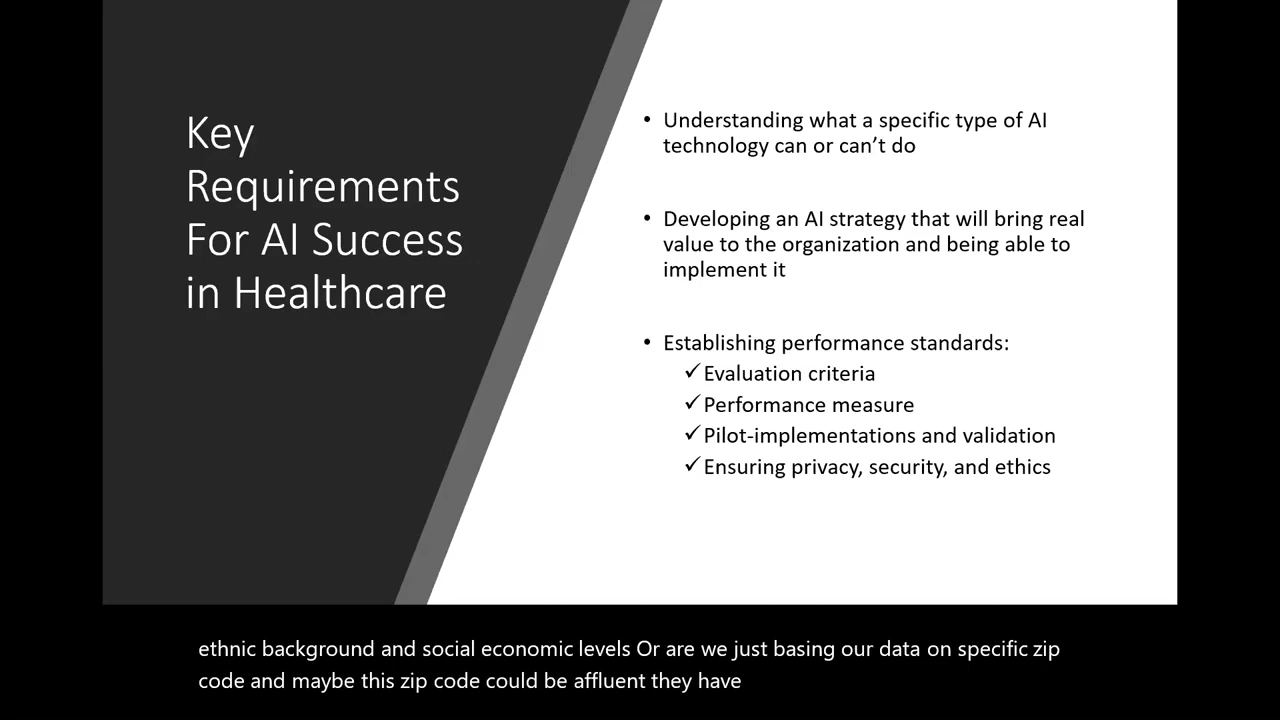 Key
Requirements
For AI Success
in Healthcare
• Understanding what a specific type of AI
technology can or can’t do
• Developing an AI strategy that will bring real
value to the organization and being able to
implement it
• Establishing performance standards:
✓Evaluation criteria
✓Performance measure
✓Pilot-implementations and validation
✓Ensuring privacy, security, and ethics
ethnic background and social economic levels Or are we just basing our data on specific zip
code and maybe this zip code could be affluent they have